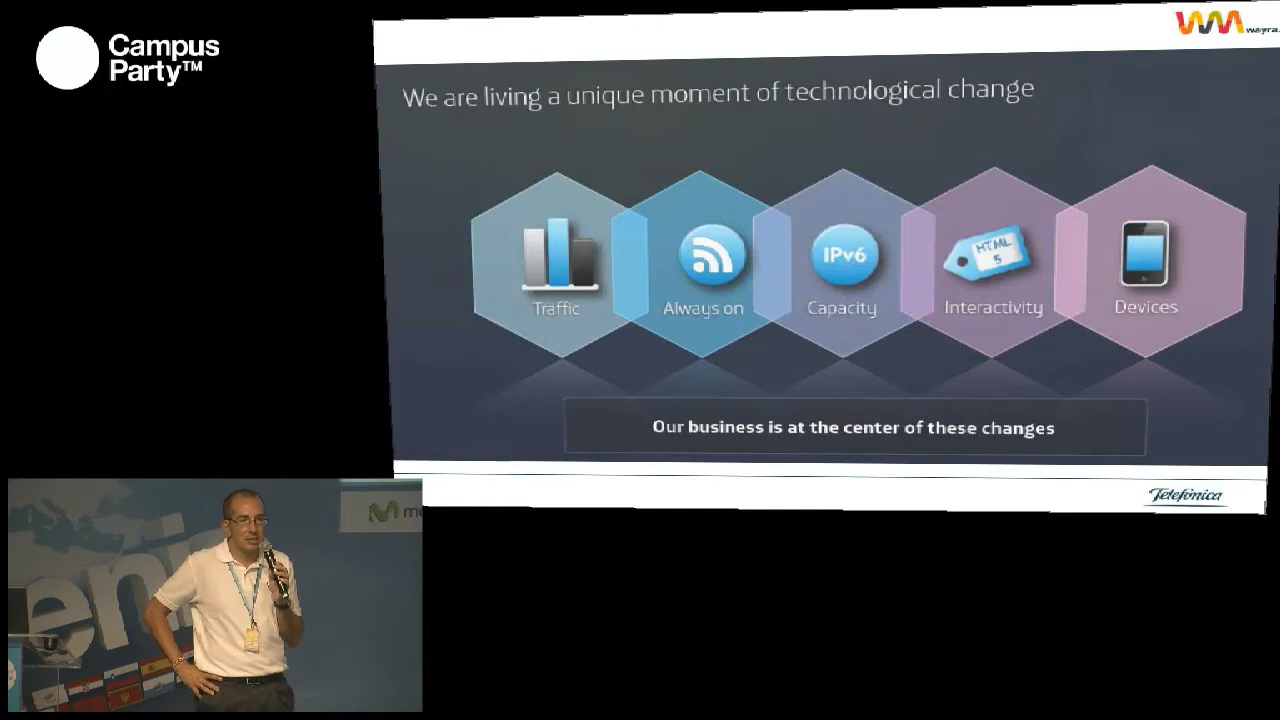 Campus
Party™
wayra
We are living a unique moment of technological change
Traffic
Always on
IPv6
Capacity
HTML
5
Interactivity
Devices
Our business is at the center of these changes
Telefónica
eni